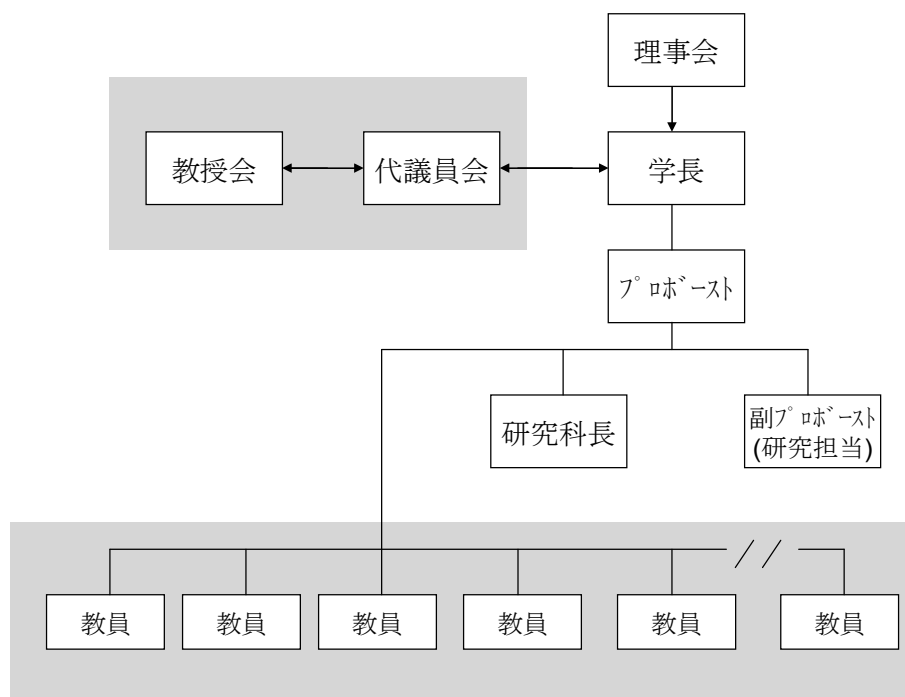 理事会
教授会
代議員会
学長
プロボースト
研究科長
副プロボースト
(研究担当)
教員
教員
教員
教員
教員
教員